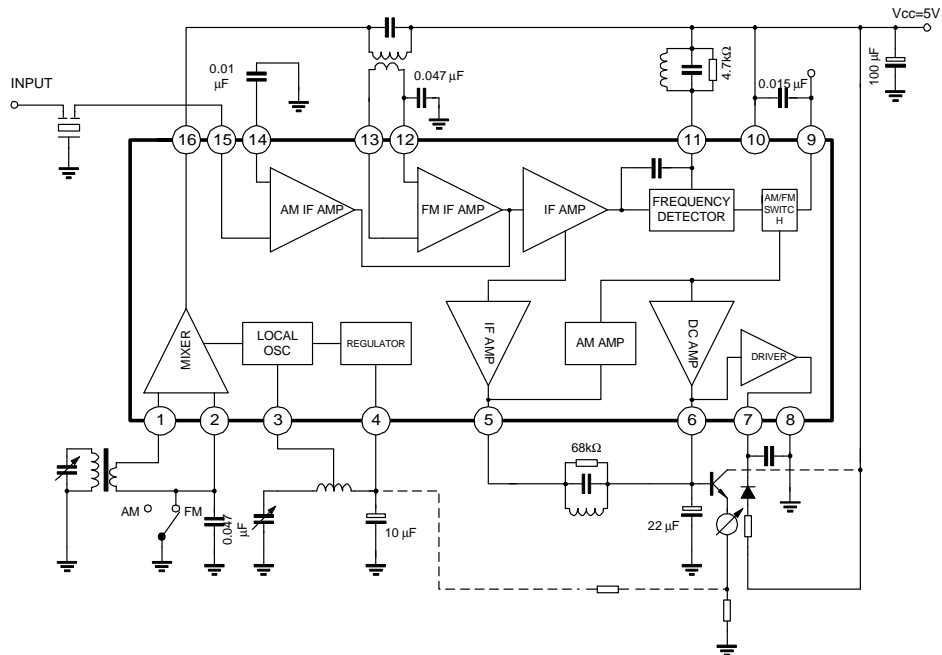 Vcc=5V
INPUT
0.01
μF
0.047 μF
4.7kΩ
0.015 μF
100 μF
16
15
14
13
12
11
10
9
AM IF AMP
FM IF AMP
IF AMP
FREQUENCY
DETECTOR
AM/FM
SWITC
H
MIXER
LOCAL
OSC
REGULATOR
IF AMP
AM AMP
DC AMP
DRIVER
1
2
3
4
5
6
7
8
68kΩ
AM
FM
0.047
μF
10 μF
22 μF